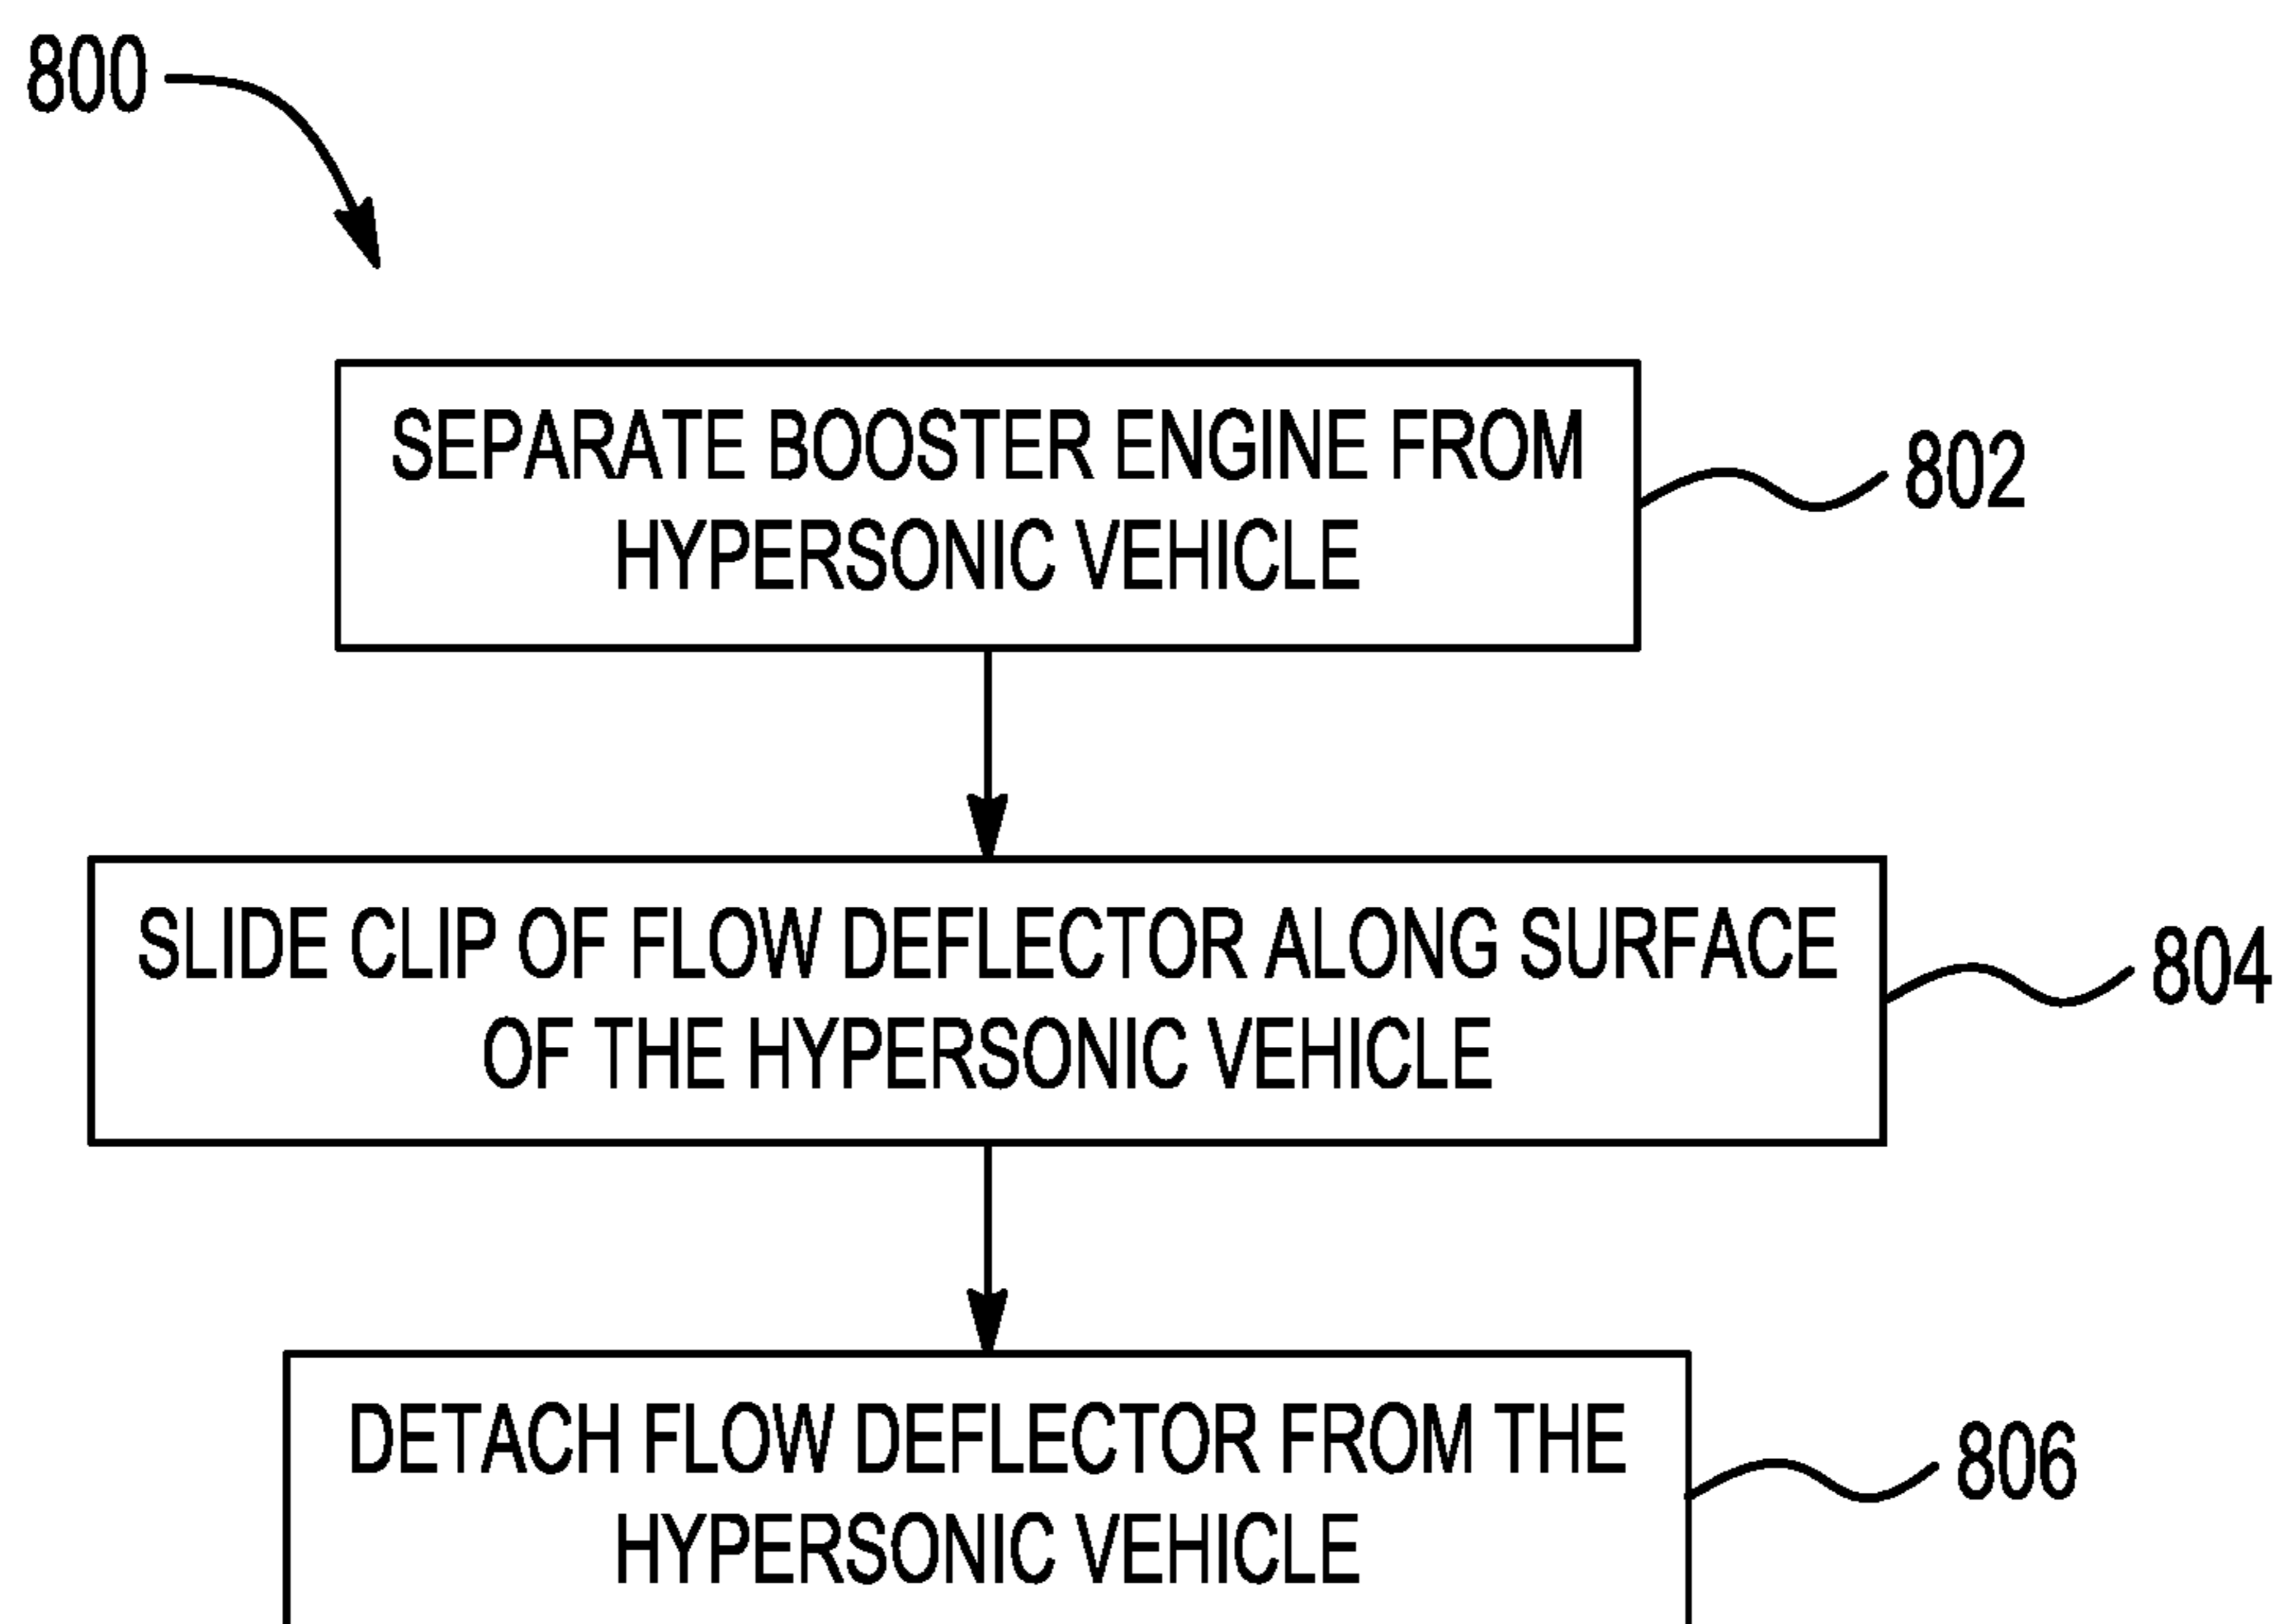 800
SEPARATE BOOSTER ENGINE FROM
HYPERSONIC VEHICLE
802
SLIDE CLIP OF FLOW DEFLECTOR ALONG SURFACE
OF THE HYPERSONIC VEHICLE
804
DETACH FLOW DEFLECTOR FROM THE
HYPERSONIC VEHICLE
806